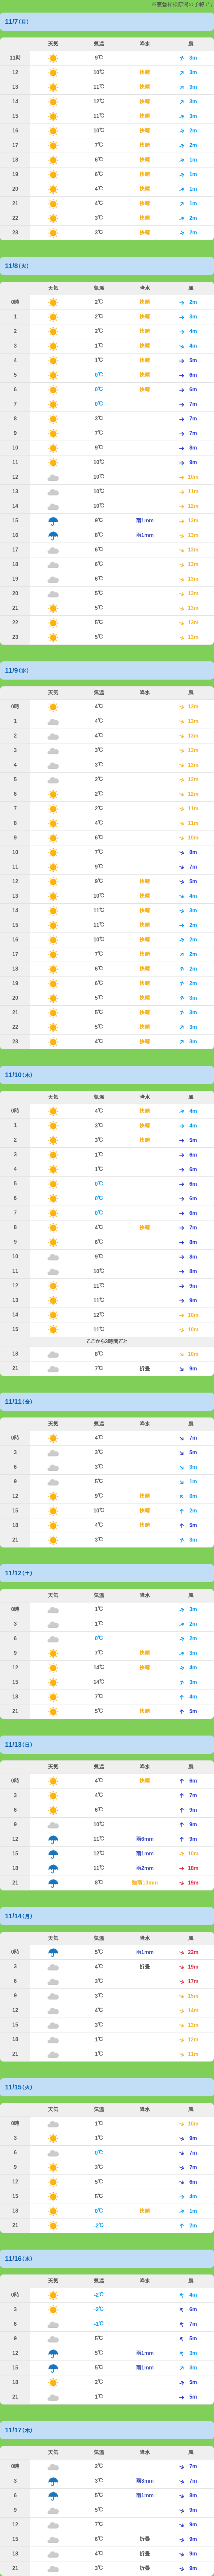 ※農亜移能渡減の予報です
11/7(月)
天気 気温 降水 風
11時 9℃ 3m
12 10℃ 快晴 3m
13 11℃ 快晴 3m
14 12℃ 快晴 3m
15 11℃ 快晴 3m
16 10℃ 快晴 2m
17 7℃ 快晴 2m
18 6℃ 快晴 1m
19 6℃ 快晴 1m
20 4℃ 快晴 1m
21 4℃ 快晴 1m
22 3℃ 快晴 2m
23 3℃ 快晴 2m
11/8(火)
天気 気温 降水 風
0時 2℃ 快晴 2m
1 2℃ 快晴 3m
2 2℃ 快晴 4m
3 1℃ 快晴 4m
4 1℃ 快晴 5m
5 0℃ 快晴 6m
6 0℃ 快晴 6m
7 0℃ 7m
8 3℃ 7m
9 7℃ 7m
10 9℃ 8m
11 10℃ 9m
12 10℃ 10m
13 10℃ 11m
14 10℃ 12m
15 9℃ 雨1mm 13m
16 8℃ 雨1mm 13m
17 6℃ 13m
18 6℃ 13m
19 6℃ 13m
20 5℃ 13m
21 5℃ 13m
22 5℃ 13m
23 5℃ 13m
11/9(水)
天気 気温 降水 風
0時 4℃ 13m
1 4℃ 13m
2 4℃ 13m
3 3℃ 13m
4 3℃ 13m
5 2℃ 12m
6 2℃ 12m
7 2℃ 11m
8 4℃ 11m
9 6℃ 10m
10 7℃ 8m
11 9℃ 7m
12 9℃ 快晴 5m
13 10℃ 快晴 4m
14 11℃ 快晴 3m
15 11℃ 快晴 2m
16 10℃ 快晴 2m
17 7℃ 快晴 2m
18 6℃ 快晴 2m
19 6℃ 快晴 2m
20 5℃ 快晴 3m
21 5℃ 快晴 3m
22 5℃ 快晴 3m
23 4℃ 快晴 3m
11/10(木)
天気 気温 降水 風
0時 4℃ 快晴 4m
1 3℃ 快晴 4m
2 3℃ 快晴 5m
3 1℃ 6m
4 1℃ 6m
5 0℃ 6m
6 0℃ 6m
7 0℃ 6m
8 4℃ 快晴 7m
9 6℃ 8m
10 9℃ 8m
11 10℃ 8m
12 11℃ 9m
13 11℃ 9m
14 12℃ 10m
15 11℃ 10m
ここから3時間ごと
18 8℃ 10m
21 7℃ 折畳 9m
11/11(金)
天気 気温 降水 風
0時 4℃ 7m
3 3℃ 5m
6 3℃ 3m
9 5℃ 1m
12 9℃ 快晴 0m
15 10℃ 快晴 2m
18 4℃ 快晴 5m
21 3℃ 3m
11/12(土)
天気 気温 降水 風
0時 1℃ 3m
3 1℃ 2m
6 0℃ 2m
9 7℃ 快晴 3m
12 14℃ 快晴 4m
15 14℃ 3m
18 7℃ 4m
21 5℃ 快晴 5m
11/13(日)
天気 気温 降水 風
0時 4℃ 快晴 6m
3 4℃ 7m
6 6℃ 9m
9 10℃ 9m
12 11℃ 雨6mm 9m
15 12℃ 雨1mm 10m
18 11℃ 雨2mm 18m
21 8℃ 強雨10mm 19m
11/14(月)
天気 気温 降水 風
0時 5℃ 雨1mm 22m
3 4℃ 折畳 19m
6 3℃ 17m
9 3℃ 15m
12 4℃ 14m
15 3℃ 13m
18 1℃ 12m
21 1℃ 11m
11/15(火)
天気 気温 降水 風
0時 1℃ 10m
3 1℃ 9m
6 0℃ 7m
9 3℃ 7m
12 5℃ 6m
15 5℃ 4m
18 0℃ 快晴 1m
21 -2℃ 2m
11/16(水)
天気 気温 降水 風
0時 -2℃ 4m
3 -2℃ 6m
6 -1℃ 7m
9 5℃ 5m
12 5℃ 雨1mm 3m
15 5℃ 雨1mm 3m
18 2℃ 5m
21 1℃ 5m
11/17(木)
天気 気温 降水 風
0時 2℃ 7m
3 3℃ 雨3mm 7m
6 5℃ 雨1mm 8m
9 5℃ 9m
12 7℃ 9m
15 6℃ 折畳 9m
18 4℃ 折畳 9m
21 3℃ 折畳 9m